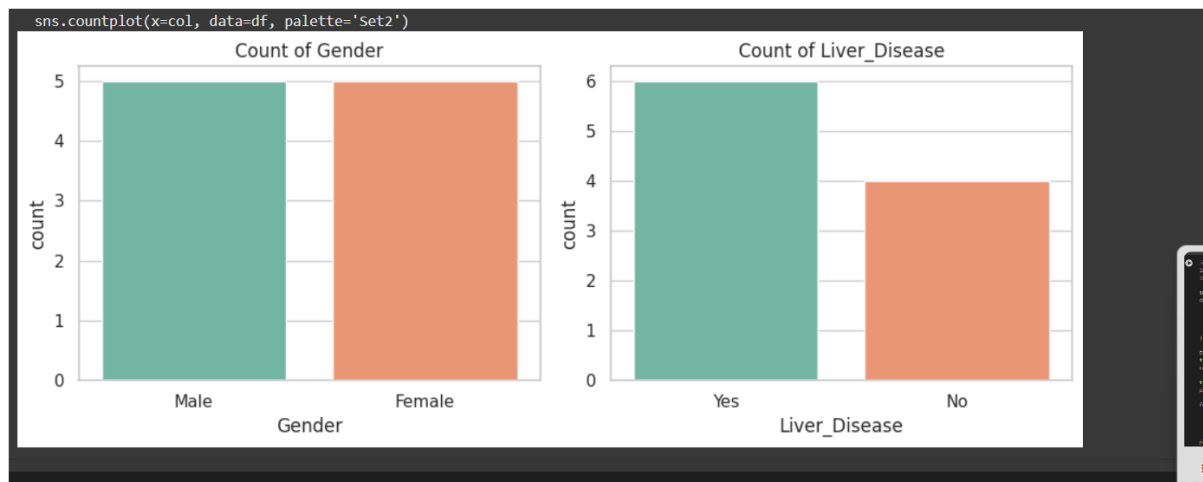 sns.countplot(x=col, data=df, palette='Set2')
Count of Gender
5
4
3
2
1
0
count
Male Female
Gender
Count of Liver_Disease
6
5
4
3
2
1
0
count
Yes No
Liver_Disease